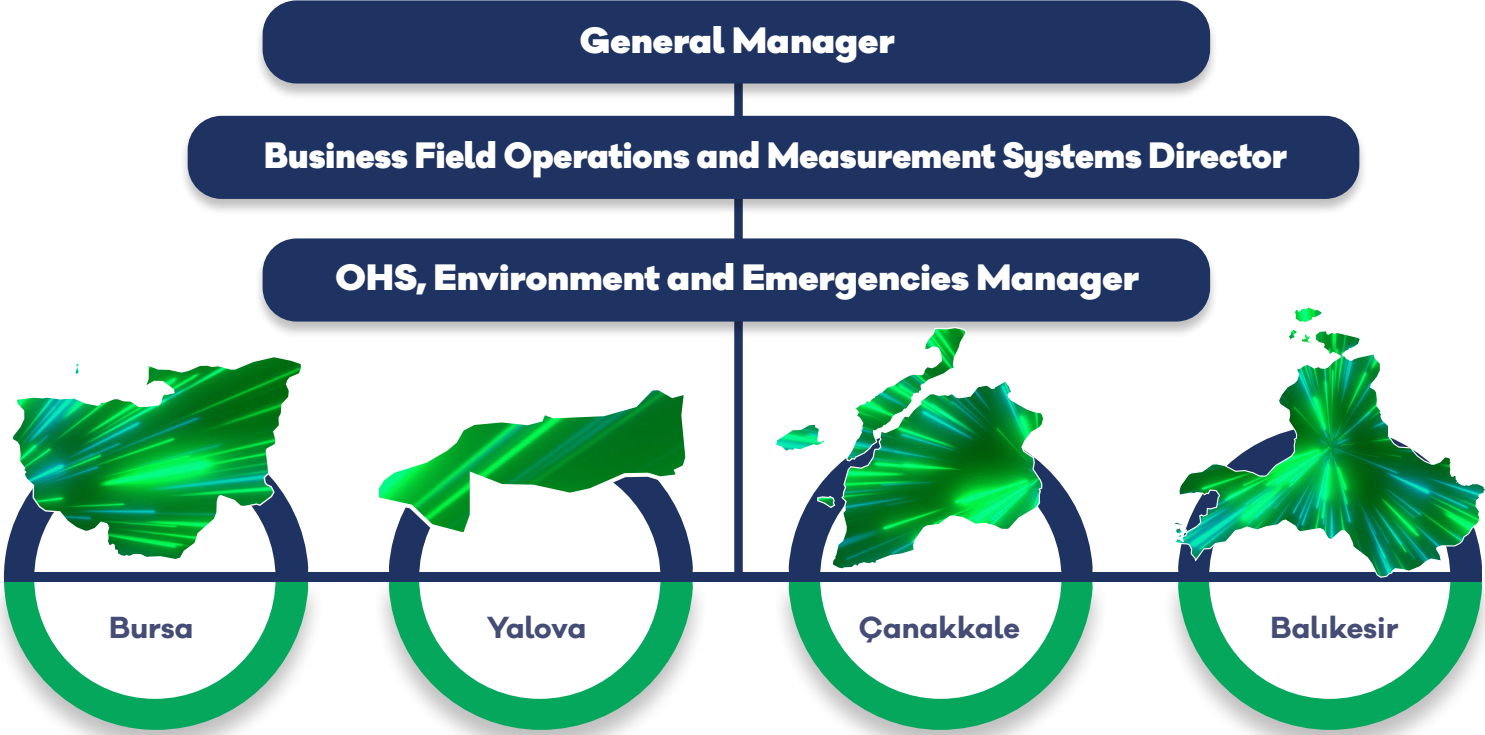 General Manager
Business Field Operations and Measurement Systems Director
OHS, Environment and Emergencies Manager
Bursa
Yalova
Çanakkale
Balıkesir